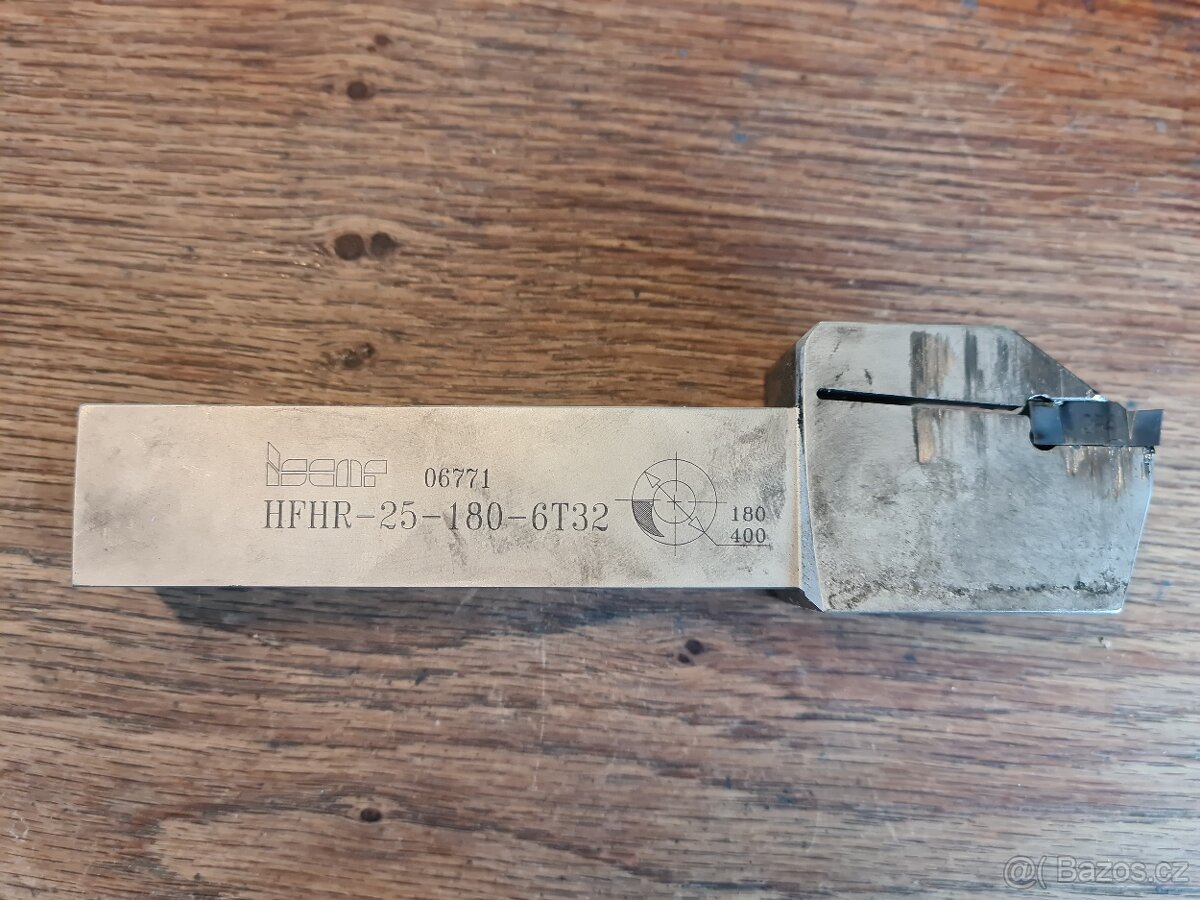 iscar 06771
HFHR-25-180-6T32
180
400
@( Bazos.cz